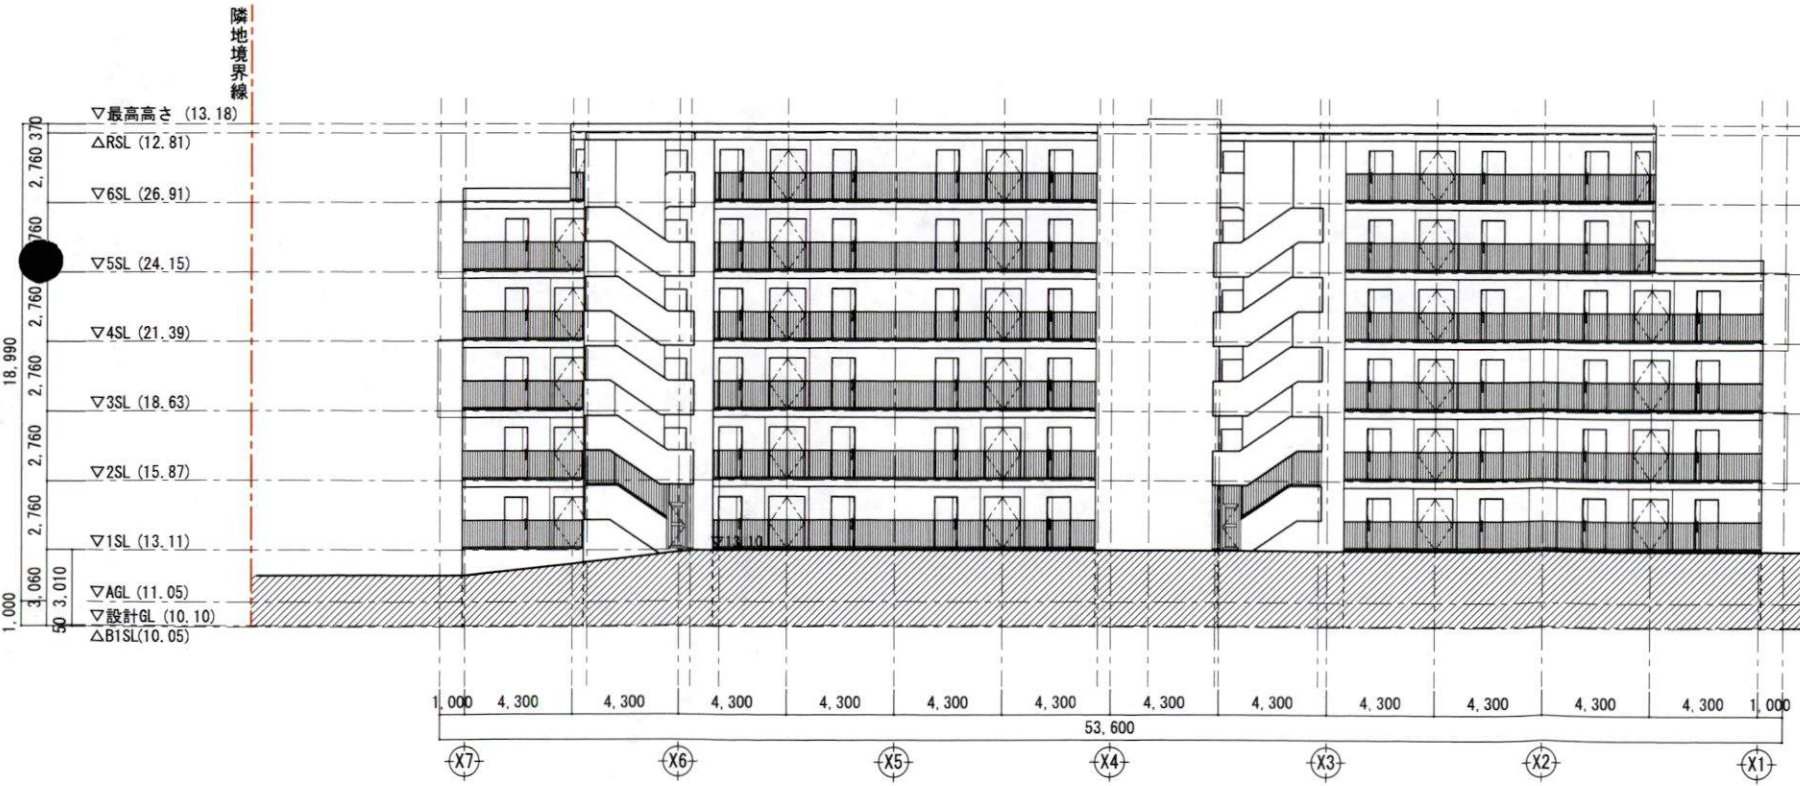 隣地境界線
▽最高高さ (13.18)
△RSL (12.81)
▽6SL (26.91)
▽5SL (24.15)
▽4SL (21.39)
▽3SL (18.63)
▽2SL (15.87)
▽1SL (13.11)
▽AGL (11.05)
▽設計GL (10.10)
△B1SL(10.05)
370
2,760
760
2,760
2,760
2,760
2,760
18,990
3,060
3,010
1,000
50
▽13.10
1,000 4,300 4,300 4,300 4,300 4,300 4,300 4,300 4,300 4,300 4,300 4,300 4,300 1,000
53,600
X7 X6 X5 X4 X3 X2 X1